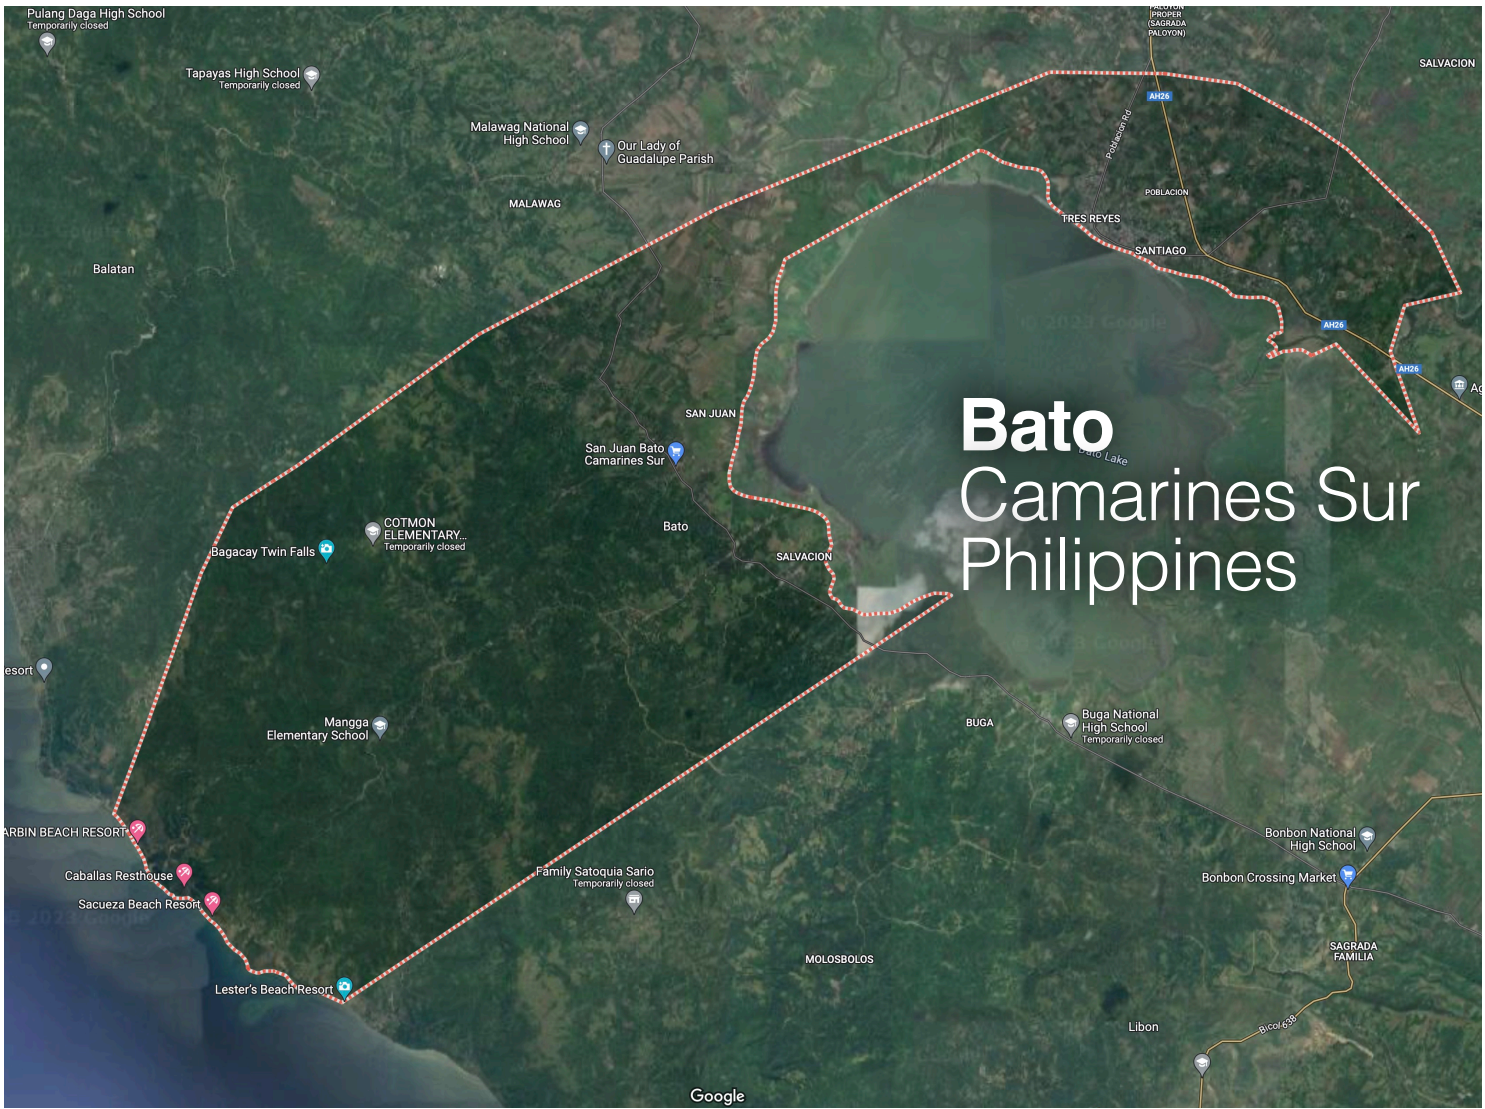 Pulang Daga High School
Temporarily closed
PALOYON
PROPER
(SAGRADA
PALOYON)
SALVACION
Tapayas High School
Temporarily closed
AH26
Malawag National
High School
Our Lady of
Guadalupe Parish
Poblacion Rd
POBLACION
MALAWAG
TRES REYES
SANTIAGO
Balatan
AH26
AH26
Ag
SAN JUAN
San Juan Bato
Camarines Sur
Bato
Bato Lake
Camarines Sur
Philippines
COTMON
ELEMENTARY...
Temporarily closed
Bagacay Twin Falls
Bato
SALVACION
esort
Mangga
Elementary School
BUGA
Buga National
High School
Temporarily closed
ARBIN BEACH RESORT
Bonbon National
High School
Caballas Resthouse
Family Satoquia Sario
Temporarily closed
Bonbon Crossing Market
Sacueza Beach Resort
SAGRADA
FAMILIA
MOLOSBOLOS
Lester's Beach Resort
Libon
Bicol 638
Google